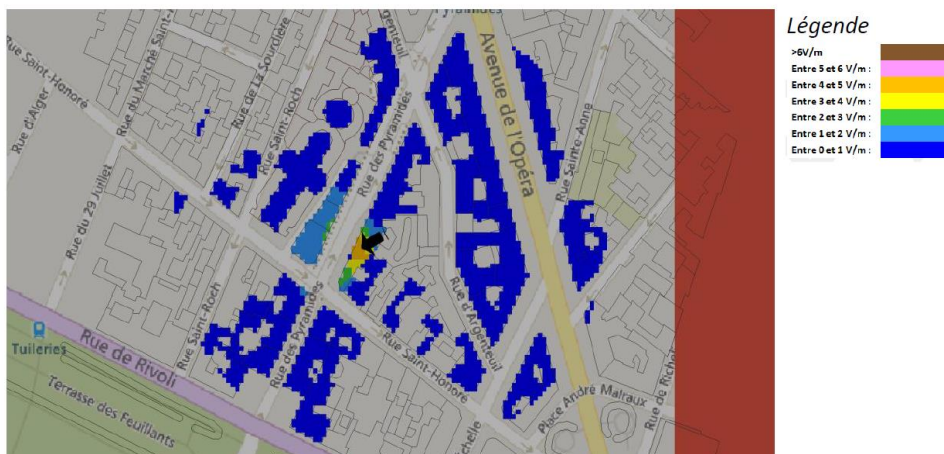 Pyramides
Rue Saint-Honoré
Rue du Marché Saint-
Rue de La Sourdière
Avenue de l'Opéra
Rue d'Alger
Rue Saint-Roch
Rue des Pyramides
Rue Sainte-Anne
Rue du 29 Juillet
Tuileries
Rue de Rivoli
Rue Saint-Roch
Rue des Pyramides
Rue d'Argenteuil
Rue Saint-Honoré
Place André Malraux
Rue de Richel
Terrasse des Feuillants
Légende
>6V/m
Entre 5 et 6 V/m :
Entre 4 et 5 V/m :
Entre 3 et 4 V/m :
Entre 2 et 3 V/m :
Entre 1 et 2 V/m :
Entre 0 et 1 V/m :